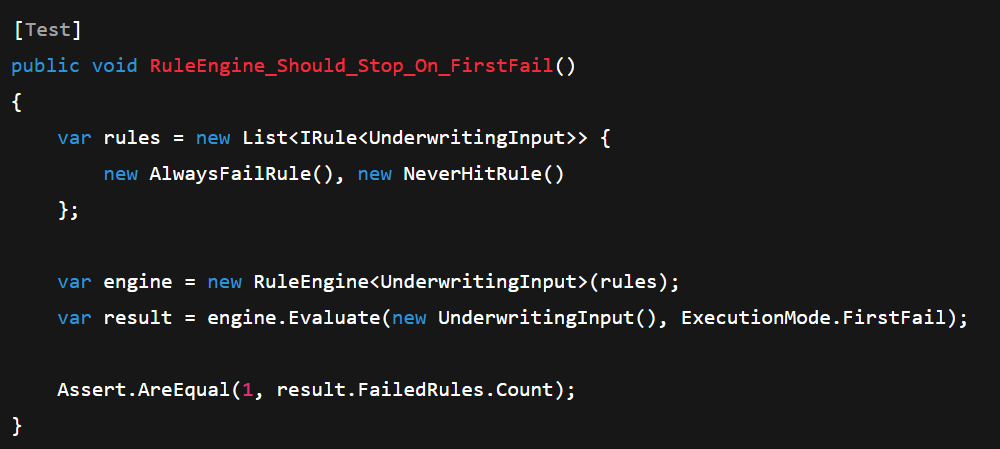 [Test]
public void RuleEngine_Should_Stop_On_FirstFail()
{
    var rules = new List<IRule<UnderwritingInput>> {
        new AlwaysFailRule(), new NeverHitRule()
    };

    var engine = new RuleEngine<UnderwritingInput>(rules);
    var result = engine.Evaluate(new UnderwritingInput(), ExecutionMode.FirstFail);

    Assert.AreEqual(1, result.FailedRules.Count);
}